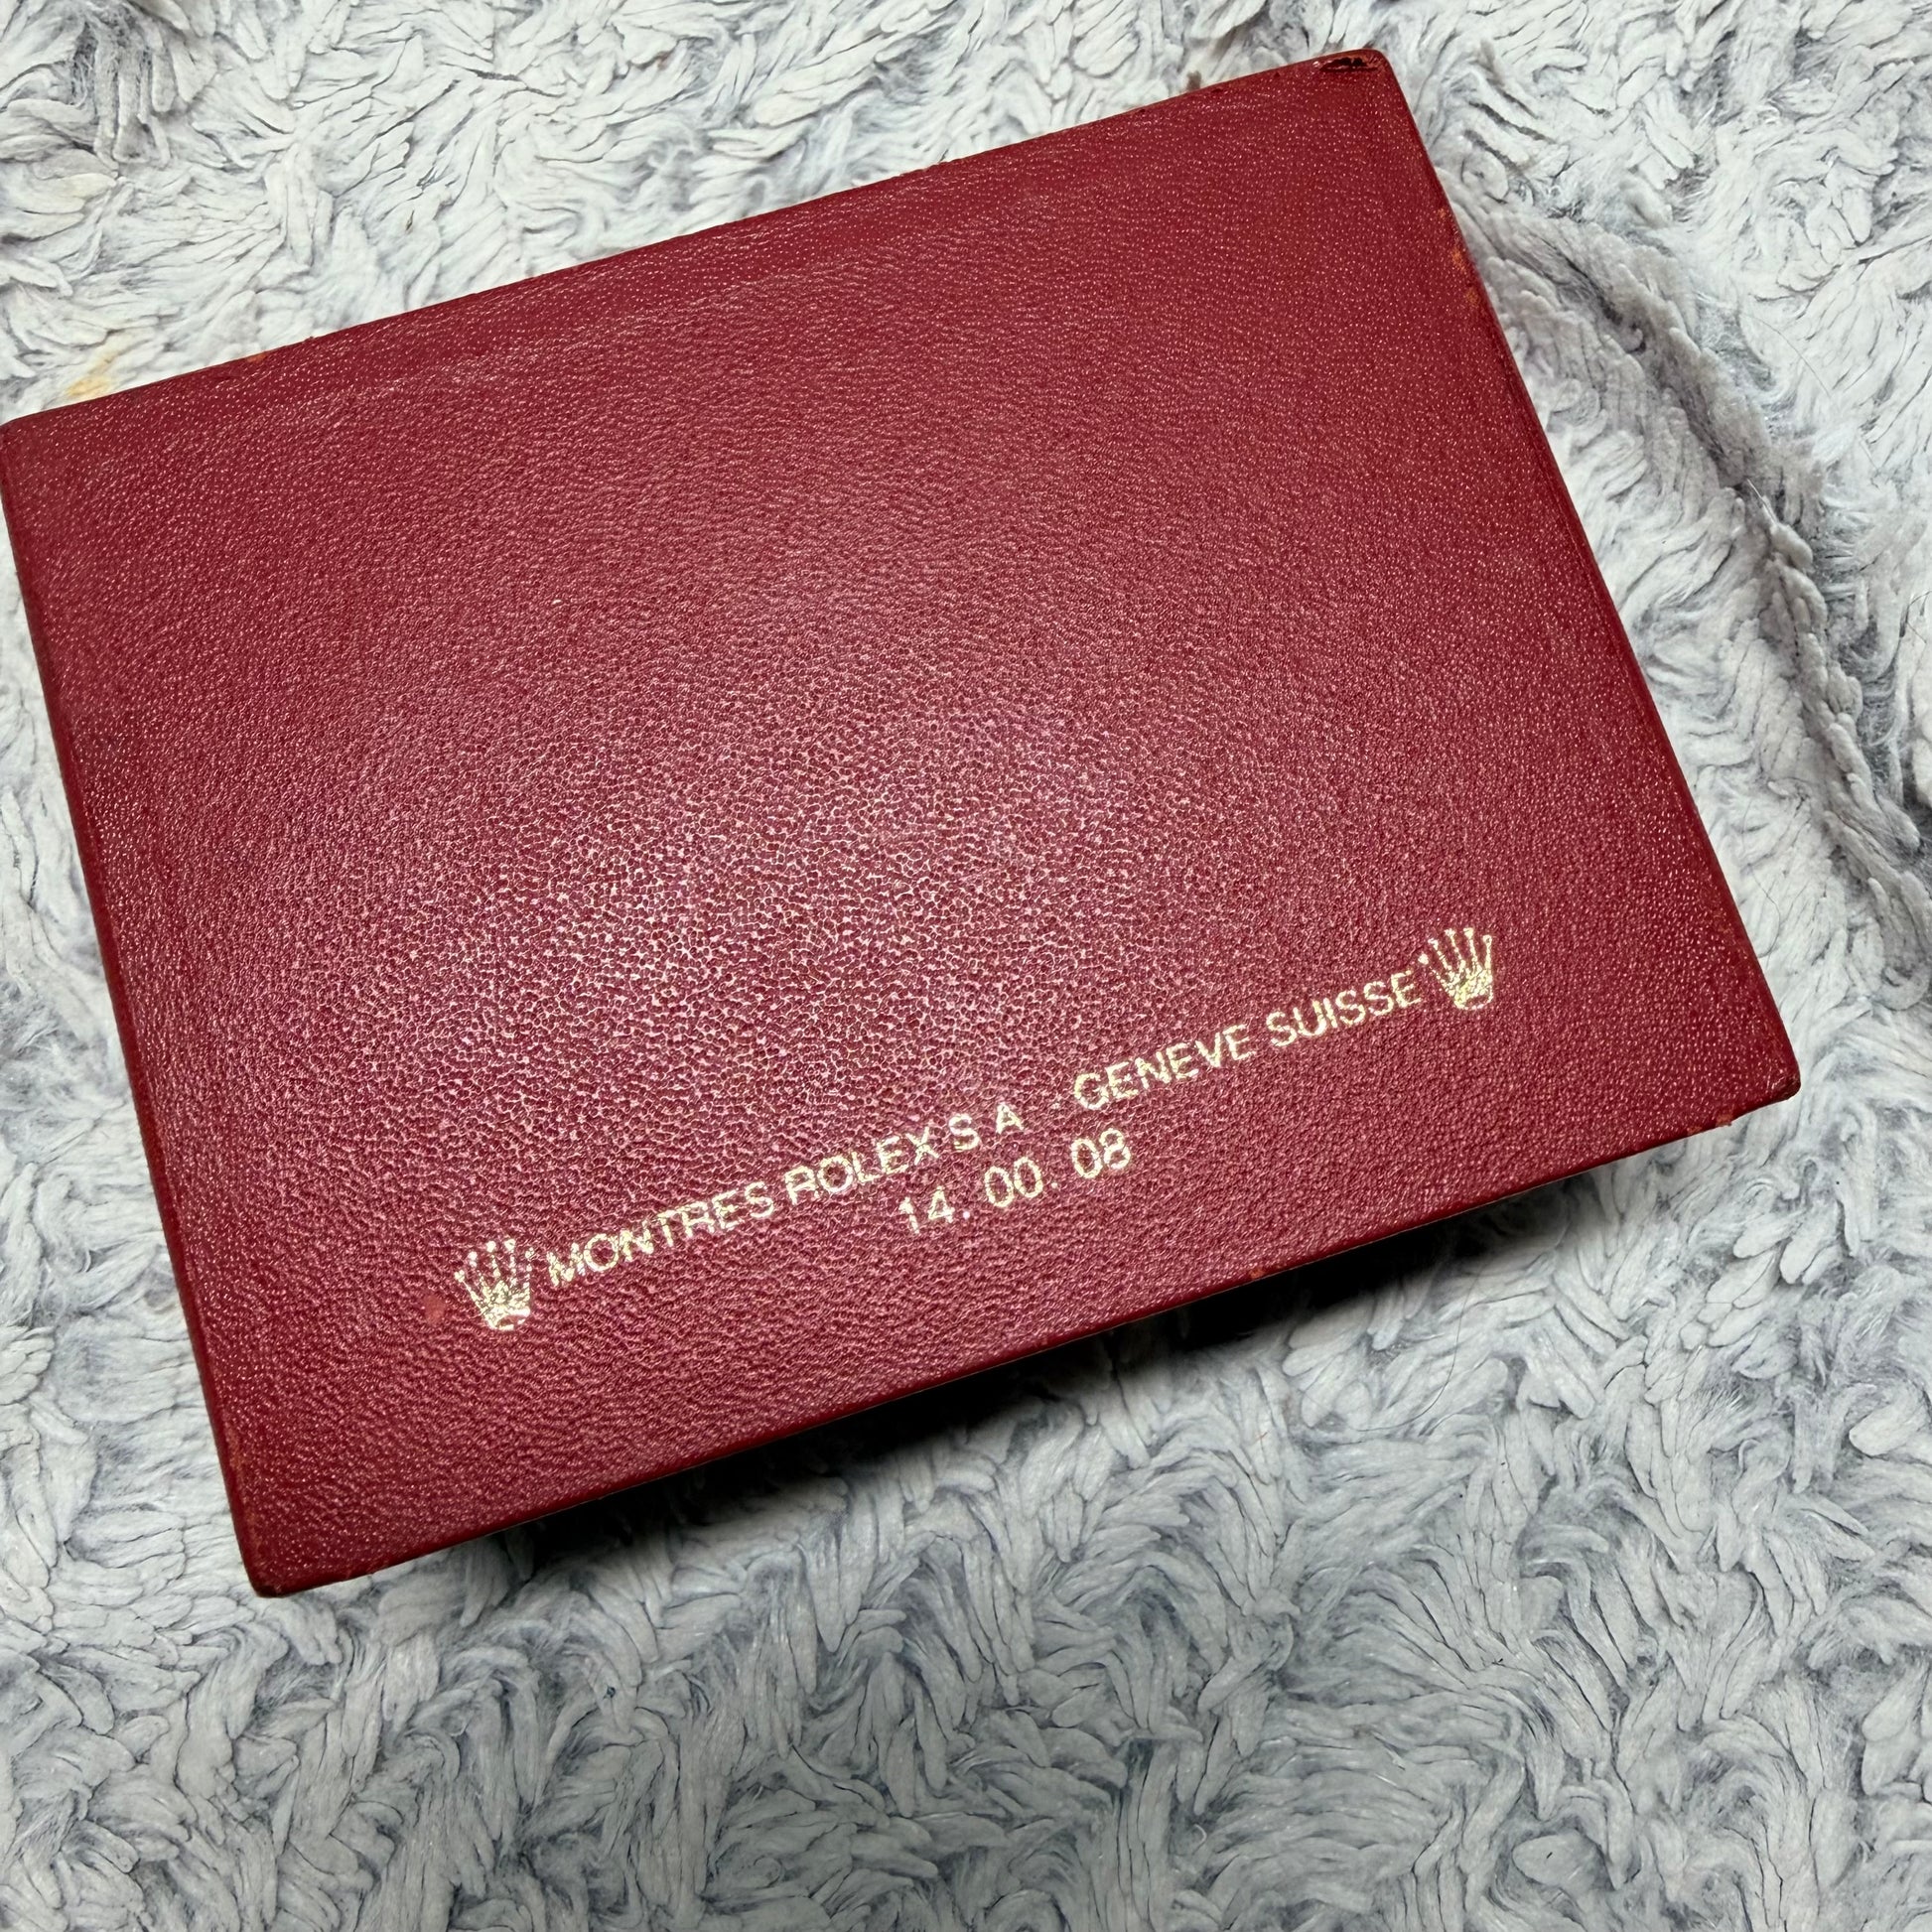 MONTRES ROLEX S A . GENEVE SUISSE
14. 00. 08